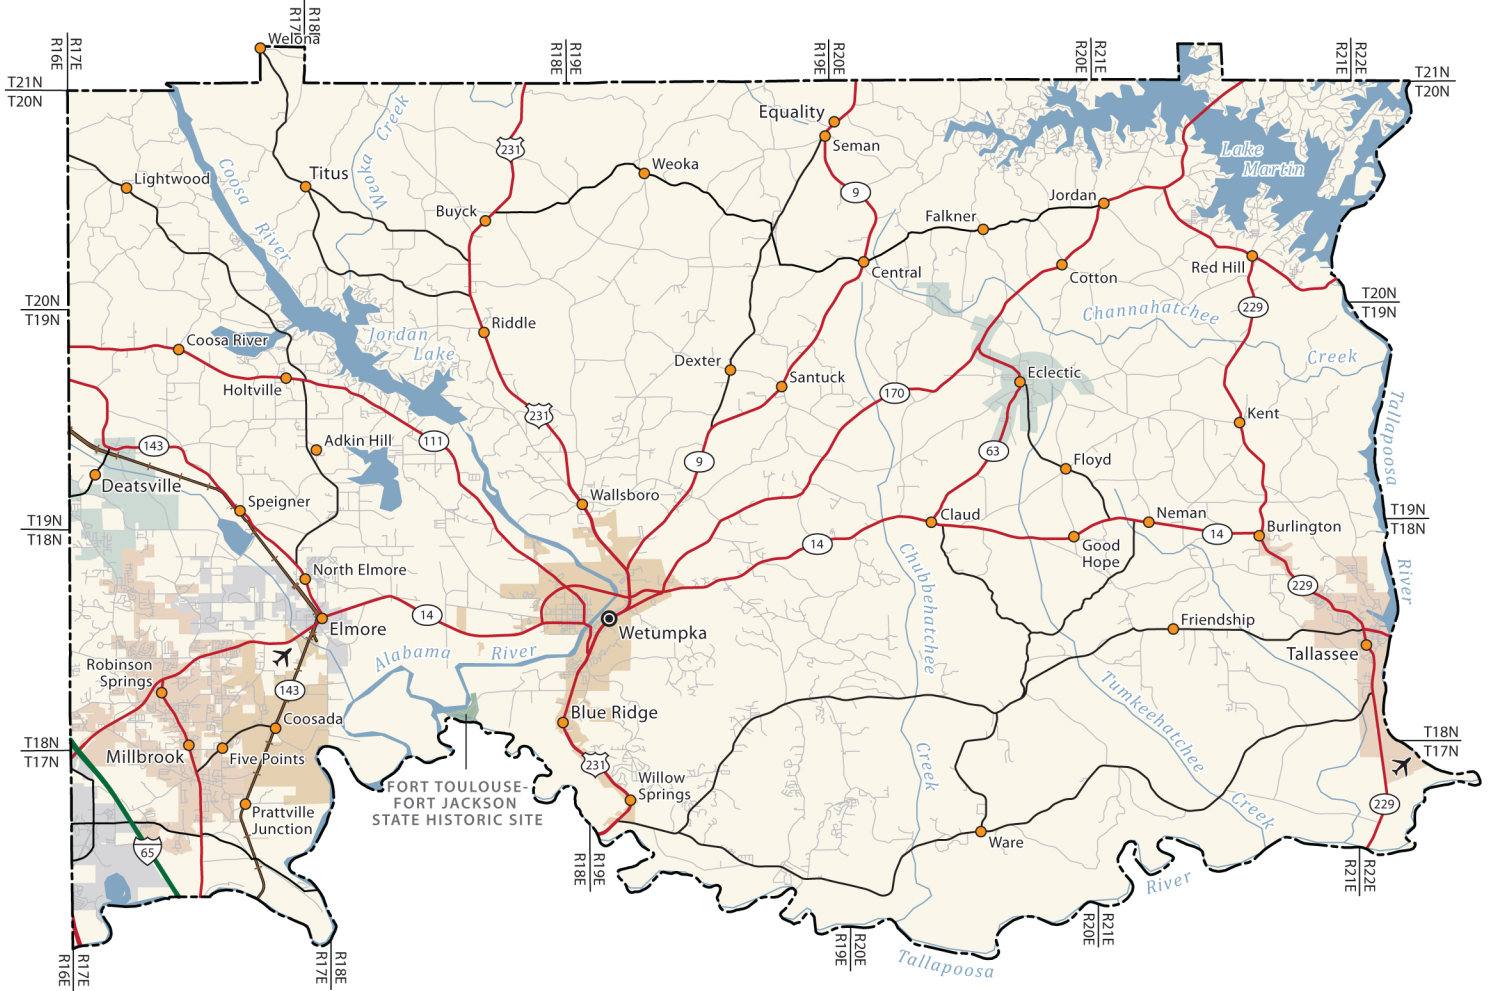 R17E
R18E
Welona
R16E
R17E
R18E
R19E
R19E
R20E
R20E
R21E
R21E
R22E
T21N
T20N
T21N
T20N
Weoka Creek
Equality
Seman
231
Lake
Martin
Lightwood
Titus
Weoka
Coosa
River
9
Jordan
Buyck
Falkner
Central
Cotton
Red Hill
T20N
T19N
T20N
T19N
229
Channahatchee
Creek
Coosa River
Jordan
Lake
Riddle
Holtville
Dexter
Santuck
170
Eclectic
Tallapoosa
River
231
Kent
143
Adkin Hill
111
63
9
Floyd
Deatsville
Speigner
Wallsboro
T19N
T18N
Claud
Neman
14
Burlington
T19N
T18N
14
Good
Hope
North Elmore
229
Chubbehatchee
Creek
Elmore
14
Wetumpka
Friendship
Tallassee
Alabama
River
Robinson
Springs
143
Tumkeehatchee
Creek
Coosada
Blue Ridge
T18N
T17N
T18N
T17N
Millbrook
Five Points
231
Willow
Springs
FORT TOULOUSE-
FORT JACKSON
STATE HISTORIC SITE
Prattville
Junction
229
Ware
65
R18E
R19E
River
R21E
R22E
R20E
R21E
R19E
R20E
Tallapoosa
R16E
R17E
R17E
R18E